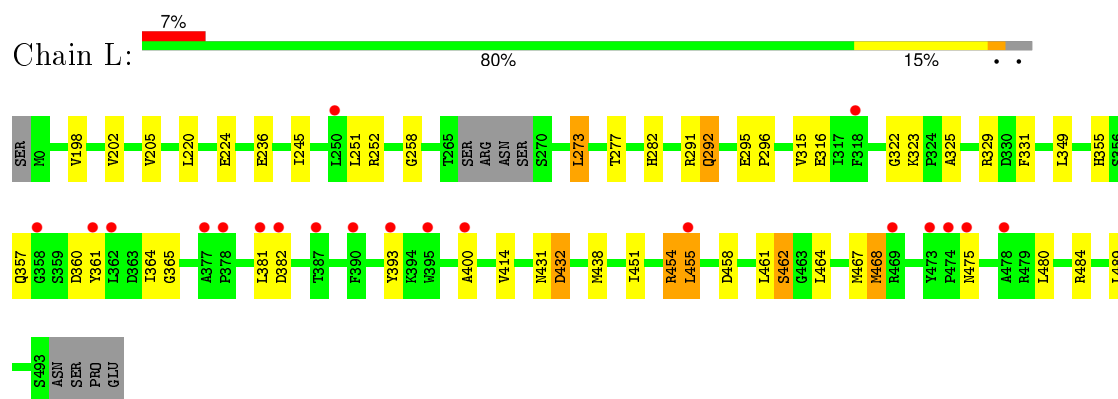 7%
Chain L:
80% 15% • •
SER M0 V198 V202 V205 L220 E224 E236 I245 L250 L251 R252 G258 T265 SER ARG ASN SER S270 L273 T277 H282 R291 Q292 E295 P296 V315 E316 I317 F318 G322 K323 P324 A325 R329 D330 F331 L349 H355 S356
Q357 G358 S359 D360 Y361 L362 D363 I364 G365 A377 P378 L381 D382 T387 F390 Y393 K394 W395 A400 V414 N431 D432 M438 I451 R454 L455 D458 L461 S462 G463 L464 M467 M468 R469 Y473 P474 N475 A478 R479 L480 R484
S493 ASN SER PRO GLU